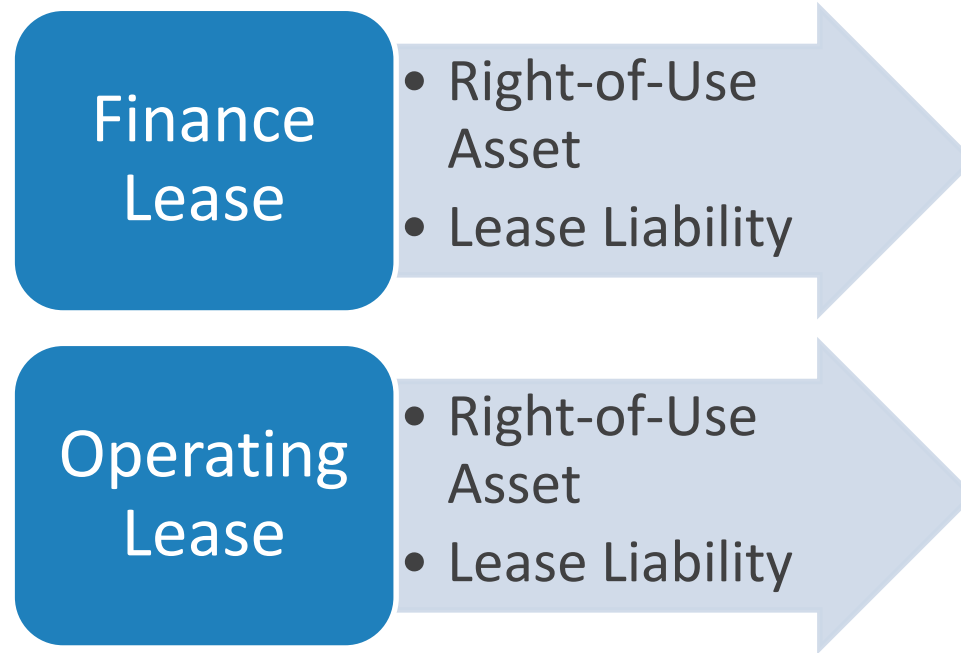 Finance
Lease
• Right-of-Use
Asset
• Lease Liability
Operating
Lease
• Right-of-Use
Asset
• Lease Liability